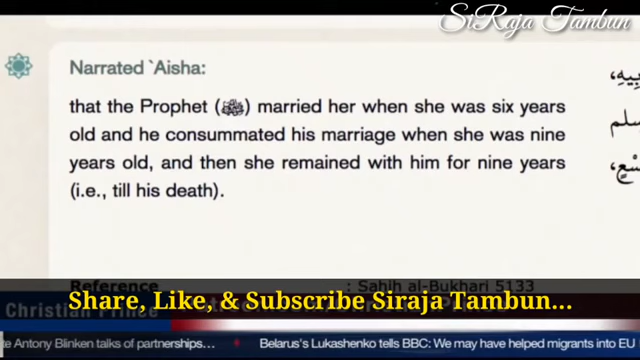 SiRaja Tambun
Narrated `Aisha:
that the Prophet (ﷺ) married her when she was six years
old and he consummated his marriage when she was nine
years old, and then she remained with him for nine years
(i.e., till his death).
بِيهِ،
سلم
Reference : Sahih al-Bukhari 5133
Share, Like, & Subscribe Siraja Tambun...
Christian Prince
te Antony Blinken talks of partnerships... ♦ Belarus's Lukashenko tells BBC: We may have helped migrants into EU